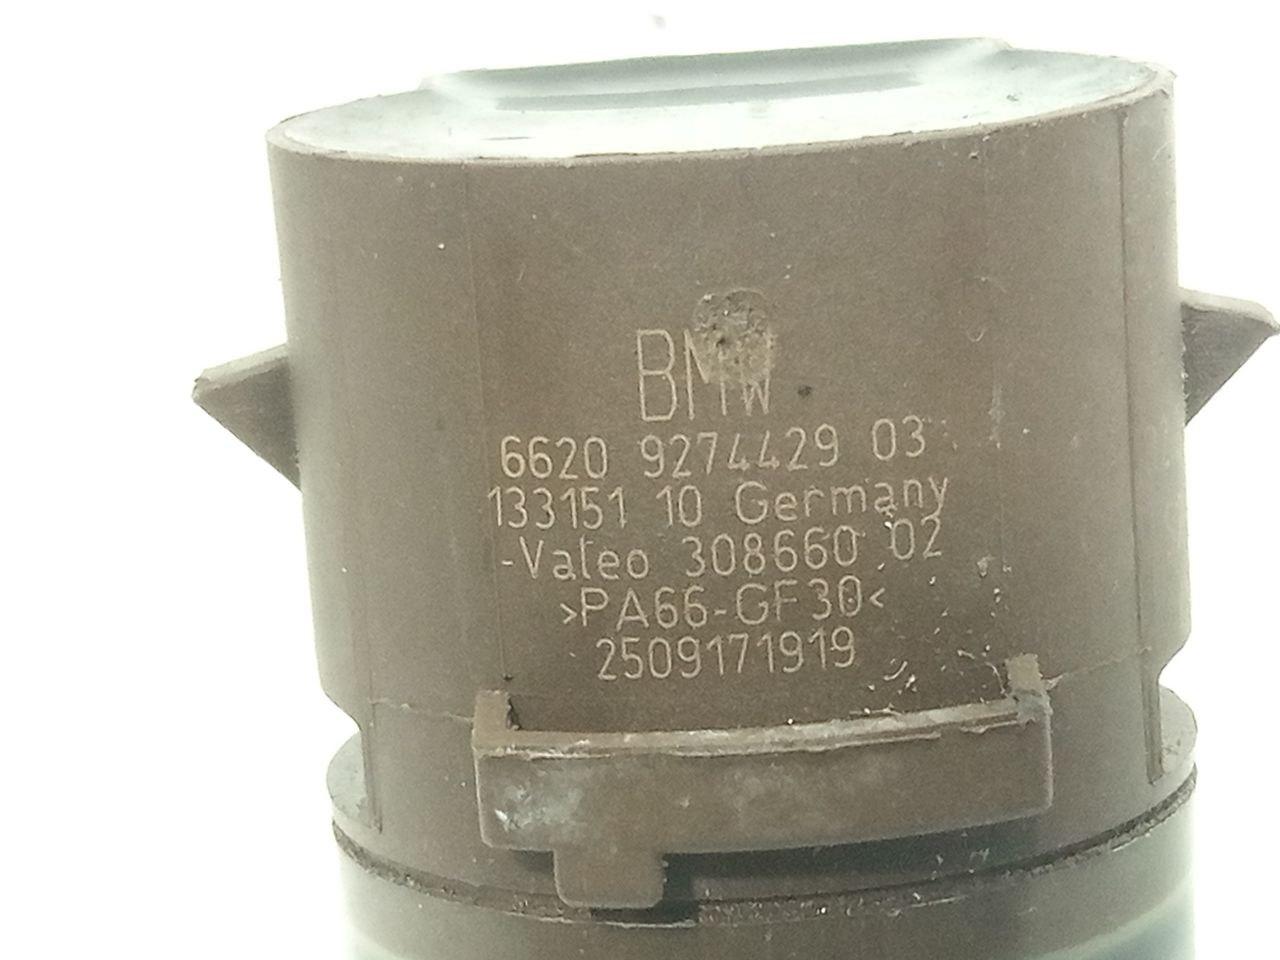 BMW
6620 9274429 03
133151 10 Germany
-Valeo 308660 02
>PA66-GF30<
2509171919